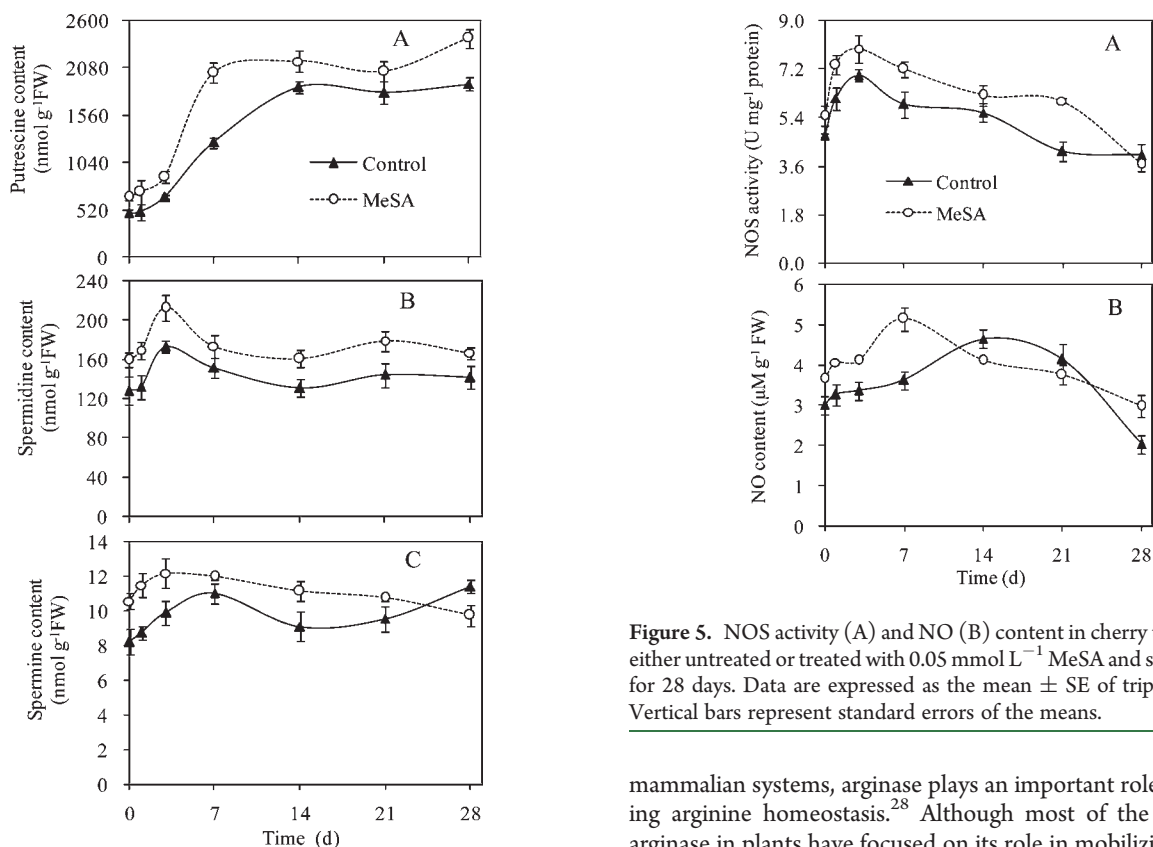 Putrescine content
(nmol g⁻¹FW)
2600
2080
1560
1040
520
0
A
Control
MeSA
Spermidine content
(nmol g⁻¹FW)
240
200
160
120
80
40
0
B
Spermine content
(nmol g⁻¹FW)
14
12
10
8
6
4
2
0
C
0 7 14 21 28
Time (d)
NOS activity (U mg⁻¹ protein)
9.0
7.2
5.4
3.6
1.8
0.0
A
Control
MeSA
NO content (µM g⁻¹ FW)
6
5
4
3
2
1
0
B
0 7 14 21 28
Time (d)
Figure 5. NOS activity (A) and NO (B) content in cherry
either untreated or treated with 0.05 mmol L⁻¹ MeSA and
for 28 days. Data are expressed as the mean ± SE of trip
Vertical bars represent standard errors of the means.
mammalian systems, arginase plays an important role
ing arginine homeostasis.²⁸ Although most of the
arginase in plants have focused on its role in mobilizi